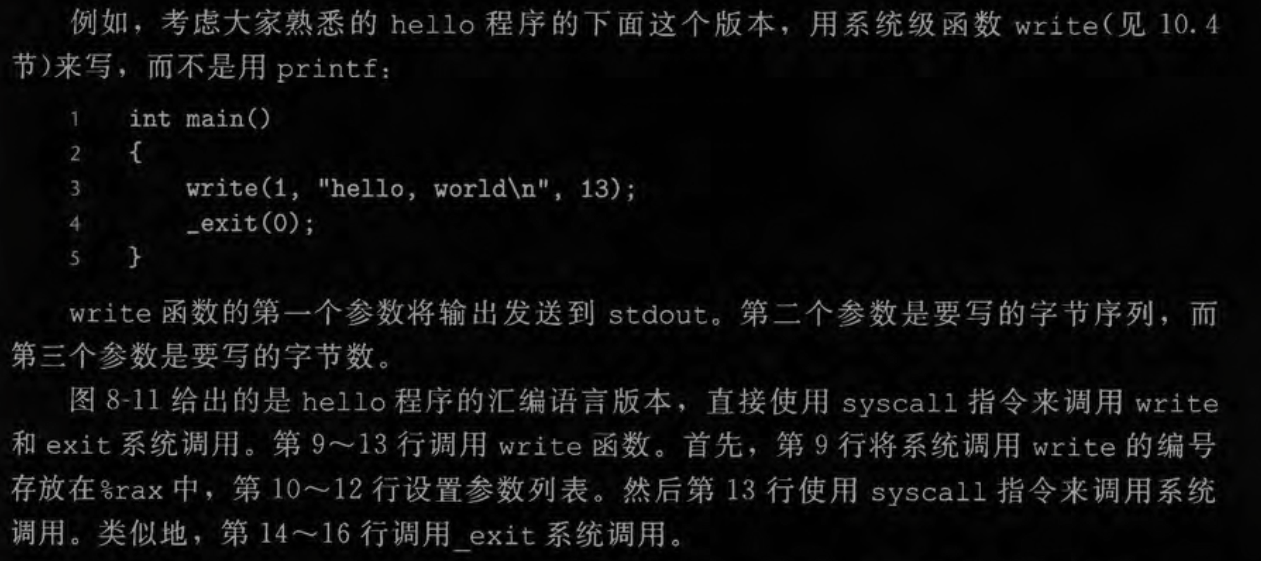 例如，考虑大家熟悉的 hello 程序的下面这个版本，用系统级函数 write(见 10.4
节)来写，而不是用 printf：
1 int main()
2 {
3 write(1, "hello, world\n", 13);
4 _exit(0);
5 }
write 函数的第一个参数将输出发送到 stdout。第二个参数是要写的字节序列，而
第三个参数是要写的字节数。
图 8-11 给出的是 hello 程序的汇编语言版本，直接使用 syscall 指令来调用 write
和 exit 系统调用。第 9～13 行调用 write 函数。首先，第 9 行将系统调用 write 的编号
存放在%rax 中，第 10～12 行设置参数列表。然后第 13 行使用 syscall 指令来调用系统
调用。类似地，第 14～16 行调用_exit 系统调用。